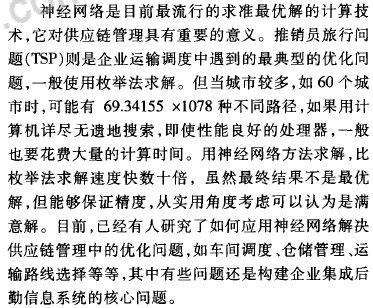 神经网络是目前最流行的求准最优解的计算技
术,它对供应链管理具有重要的意义。推销员旅行问
题(TSP)则是企业运输调度中遇到的最典型的优化问
题,一般使用枚举法求解。但当城市较多,如 60 个城
市时,可能有 69.34155 ×1078 种不同路径,如果用计
算机详尽无遗地搜索,即使性能良好的处理器,一般
也要花费大量的计算时间。用神经网络方法求解,比
枚举法求解速度快数十倍, 虽然最终结果不是最优
解,但能够保证精度,从实用角度考虑可以认为是满
意解。目前,已经有人研究了如何应用神经网络解决
供应链管理中的优化问题,如车间调度、仓储管理、运
输路线选择等等,其中有些问题还是构建企业集成后
勤信息系统的核心问题。